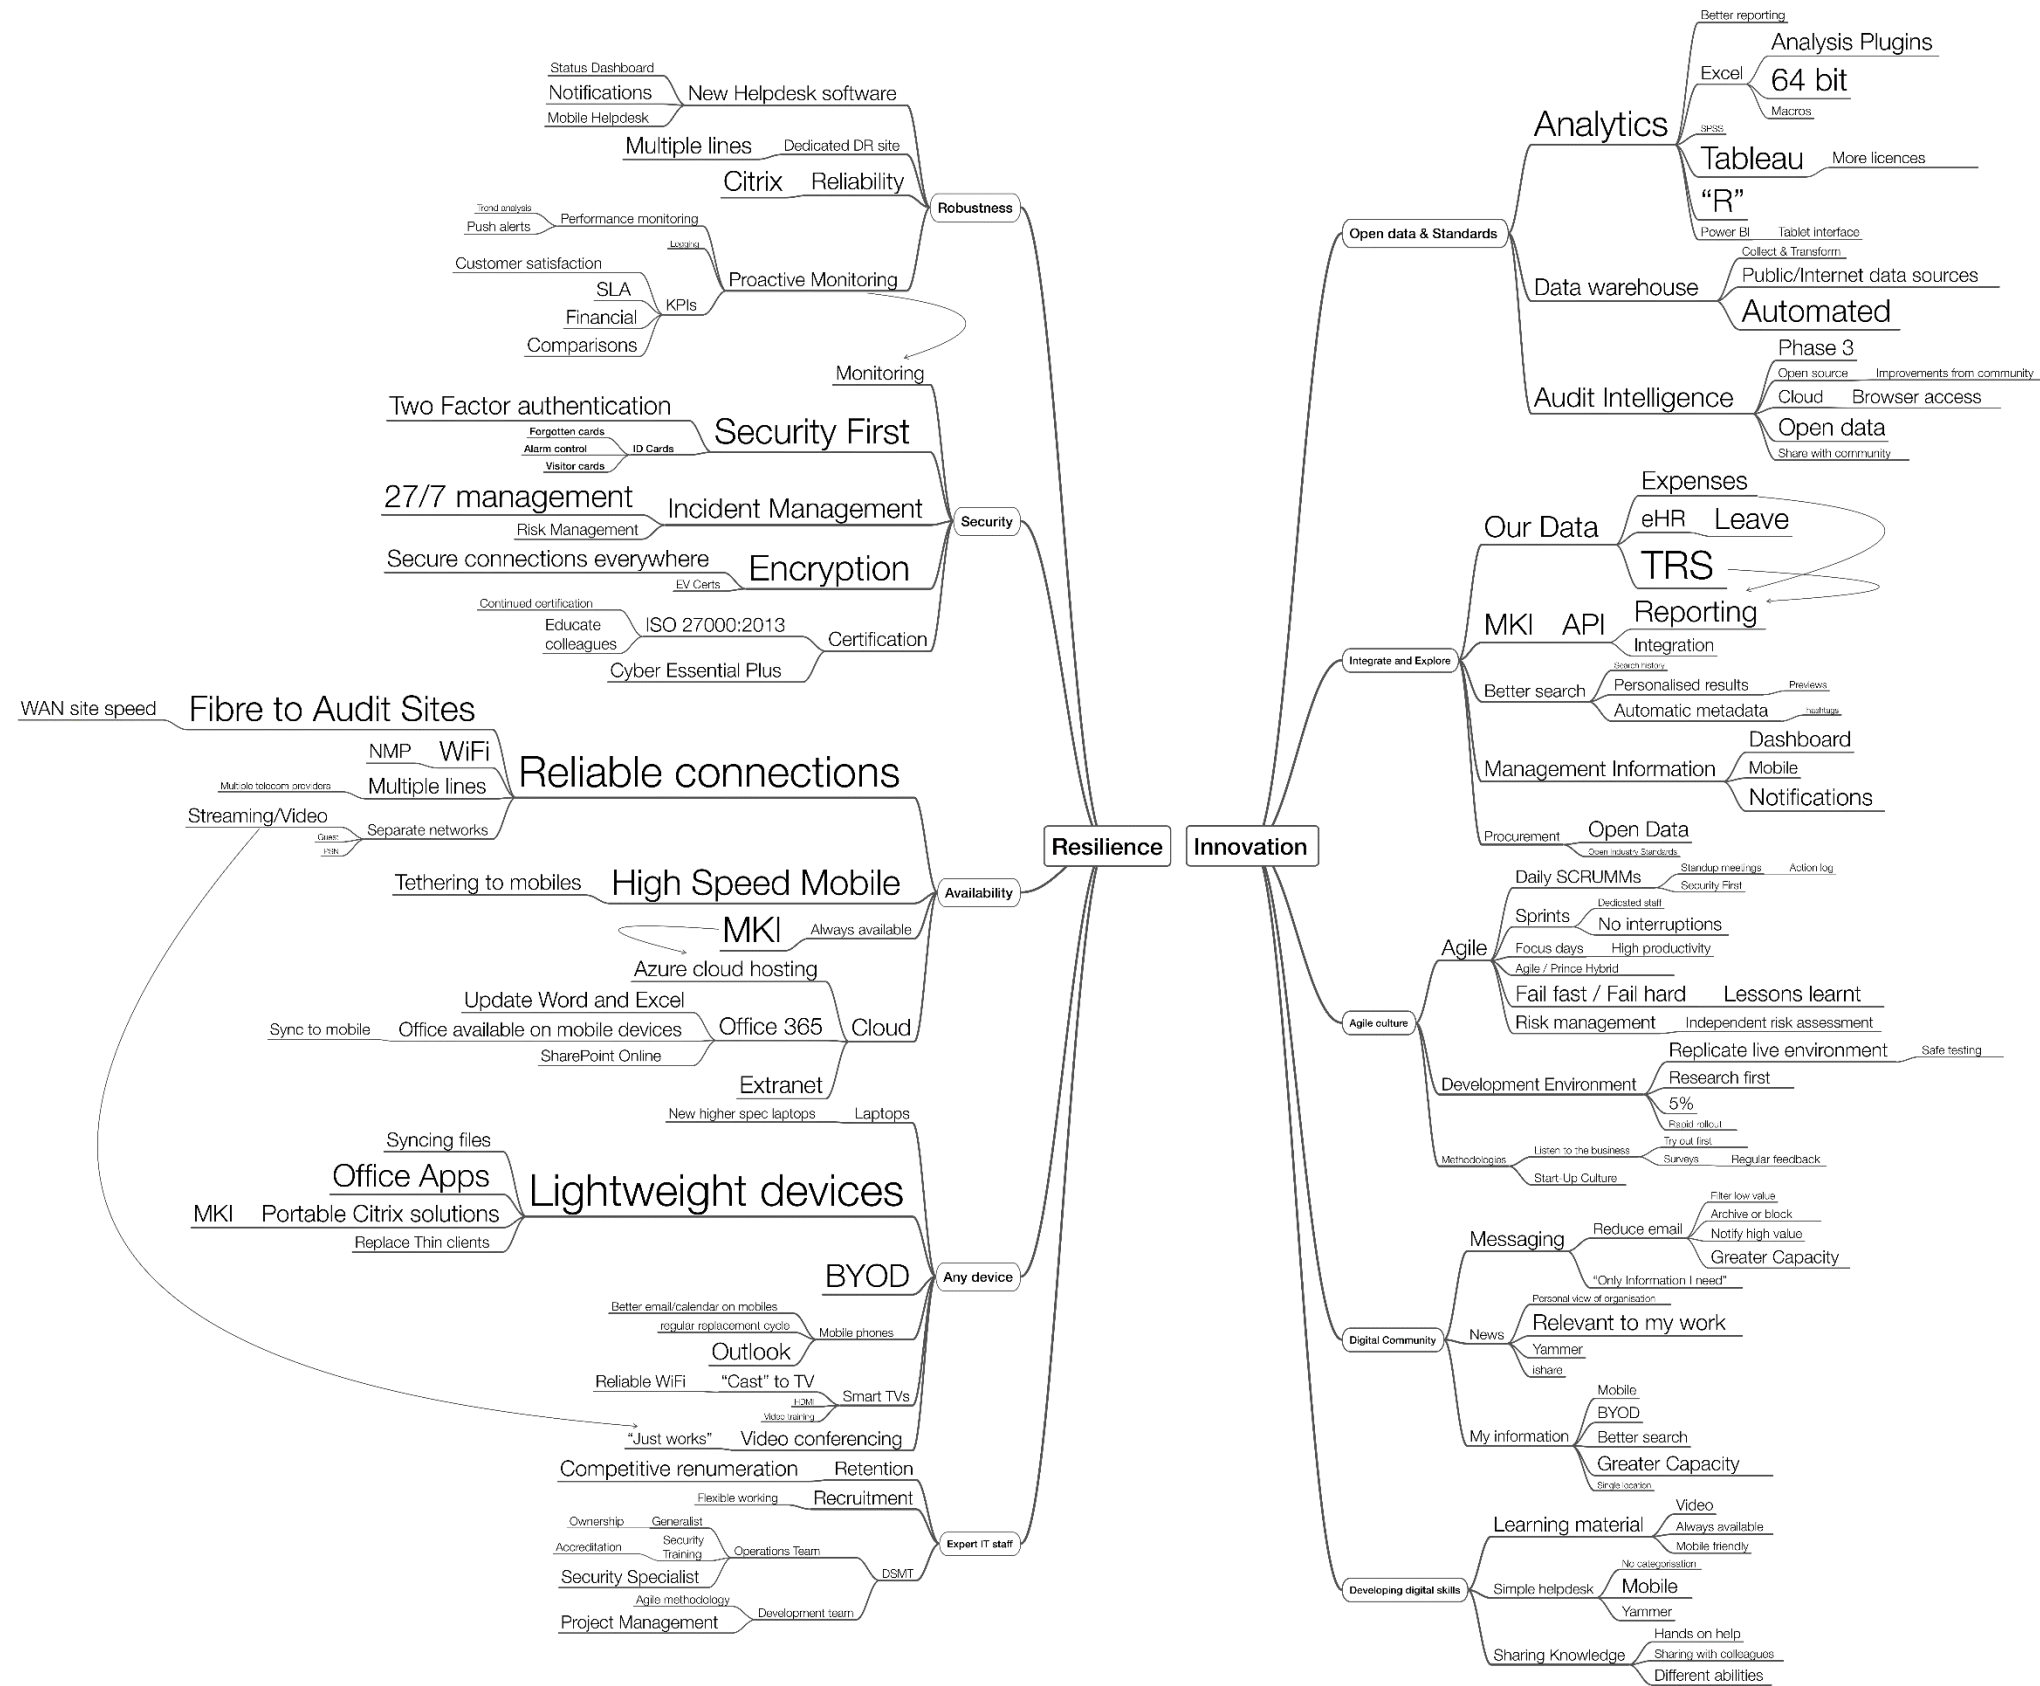 Resilience
Robustness
New Helpdesk software
Status Dashboard
Notifications
Mobile Helpdesk
Dedicated DR site
Multiple lines
Reliability
Citrix
Proactive Monitoring
Performance monitoring
Trend analysis
Push alerts
Logging
KPIs
Customer satisfaction
SLA
Financial
Comparisons
Security
Monitoring
Security First
Two Factor authentication
ID Cards
Forgotten cards
Alarm control
Visitor cards
Incident Management
27/7 management
Risk Management
Encryption
Secure connections everywhere
EV Certs
Certification
ISO 27000:2013
Continued certification
Educate
colleagues
Cyber Essential Plus
Availability
Reliable connections
Fibre to Audit Sites
WAN site speed
WiFi
NMP
Multiple lines
Multiple telecom providers
Separate networks
Streaming/Video
Guest
PSN
High Speed Mobile
Tethering to mobiles
Always available
MKI
Cloud
Azure cloud hosting
Office 365
Update Word and Excel
Office available on mobile devices
Sync to mobile
SharePoint Online
Extranet
Any device
Laptops
New higher spec laptops
Lightweight devices
Syncing files
Office Apps
Portable Citrix solutions
MKI
Replace Thin clients
BYOD
Mobile phones
Better email/calendar on mobiles
regular replacement cycle
Outlook
Smart TVs
"Cast" to TV
Reliable WiFi
HDMI
Video training
Video conferencing
"Just works"
Expert IT staff
Retention
Competitive renumeration
Recruitment
Flexible working
DSMT
Operations Team
Generalist
Ownership
Security
Training
Accreditation
Security Specialist
Development team
Agile methodology
Project Management
Innovation
Open data & Standards
Analytics
Better reporting
Excel
Analysis Plugins
64 bit
Macros
SPSS
Tableau
More licences
“R”
Power BI
Tablet interface
Data warehouse
Collect & Transform
Public/Internet data sources
Automated
Audit Intelligence
Phase 3
Open source
Improvements from community
Cloud
Browser access
Open data
Share with community
Integrate and Explore
Our Data
Expenses
eHR
Leave
TRS
MKI
API
Reporting
Integration
Better search
Search history
Personalised results
Previews
Automatic metadata
hashtags
Management Information
Dashboard
Mobile
Notifications
Procurement
Open Data
Open Industry Standards
Agile culture
Agile
Daily SCRUMMs
Standup meetings
Action log
Security First
Sprints
Dedicated staff
No interruptions
Focus days
High productivity
Agile / Prince Hybrid
Fail fast / Fail hard
Lessons learnt
Risk management
Independent risk assessment
Development Environment
Replicate live environment
Safe testing
Research first
5%
Rapid rollout
Methodologies
Listen to the business
Try out first
Surveys
Regular feedback
Start-Up Culture
Digital Community
Messaging
Reduce email
Filter low value
Archive or block
Notify high value
Greater Capacity
"Only Information I need"
News
Personal view of organisation
Relevant to my work
Yammer
ishare
My information
Mobile
BYOD
Better search
Greater Capacity
Single location
Developing digital skills
Learning material
Video
Always available
Mobile friendly
Simple helpdesk
No categorisation
Mobile
Yammer
Sharing Knowledge
Hands on help
Sharing with colleagues
Different abilities